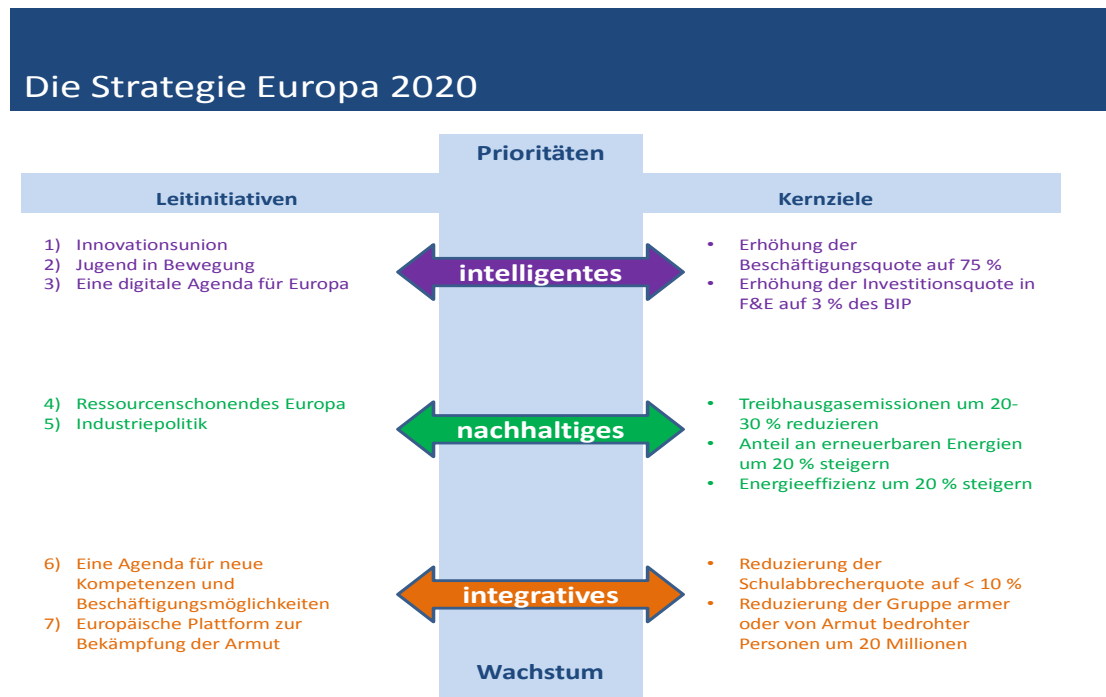 Die Strategie Europa 2020
Prioritäten
Leitinitiativen
Kernziele
1) Innovationsunion
2) Jugend in Bewegung
3) Eine digitale Agenda für Europa
intelligentes
• Erhöhung der
Beschäftigungsquote auf 75 %
• Erhöhung der Investitionsquote in
F&E auf 3 % des BIP
4) Ressourcenschonendes Europa
5) Industriepolitik
nachhaltiges
• Treibhausgasemissionen um 20-
30 % reduzieren
• Anteil an erneuerbaren Energien
um 20 % steigern
• Energieeffizienz um 20 % steigern
6) Eine Agenda für neue
Kompetenzen und
Beschäftigungsmöglichkeiten
7) Europäische Plattform zur
Bekämpfung der Armut
integratives
• Reduzierung der
Schulabbrecherquote auf < 10 %
• Reduzierung der Gruppe armer
oder von Armut bedrohter
Personen um 20 Millionen
Wachstum